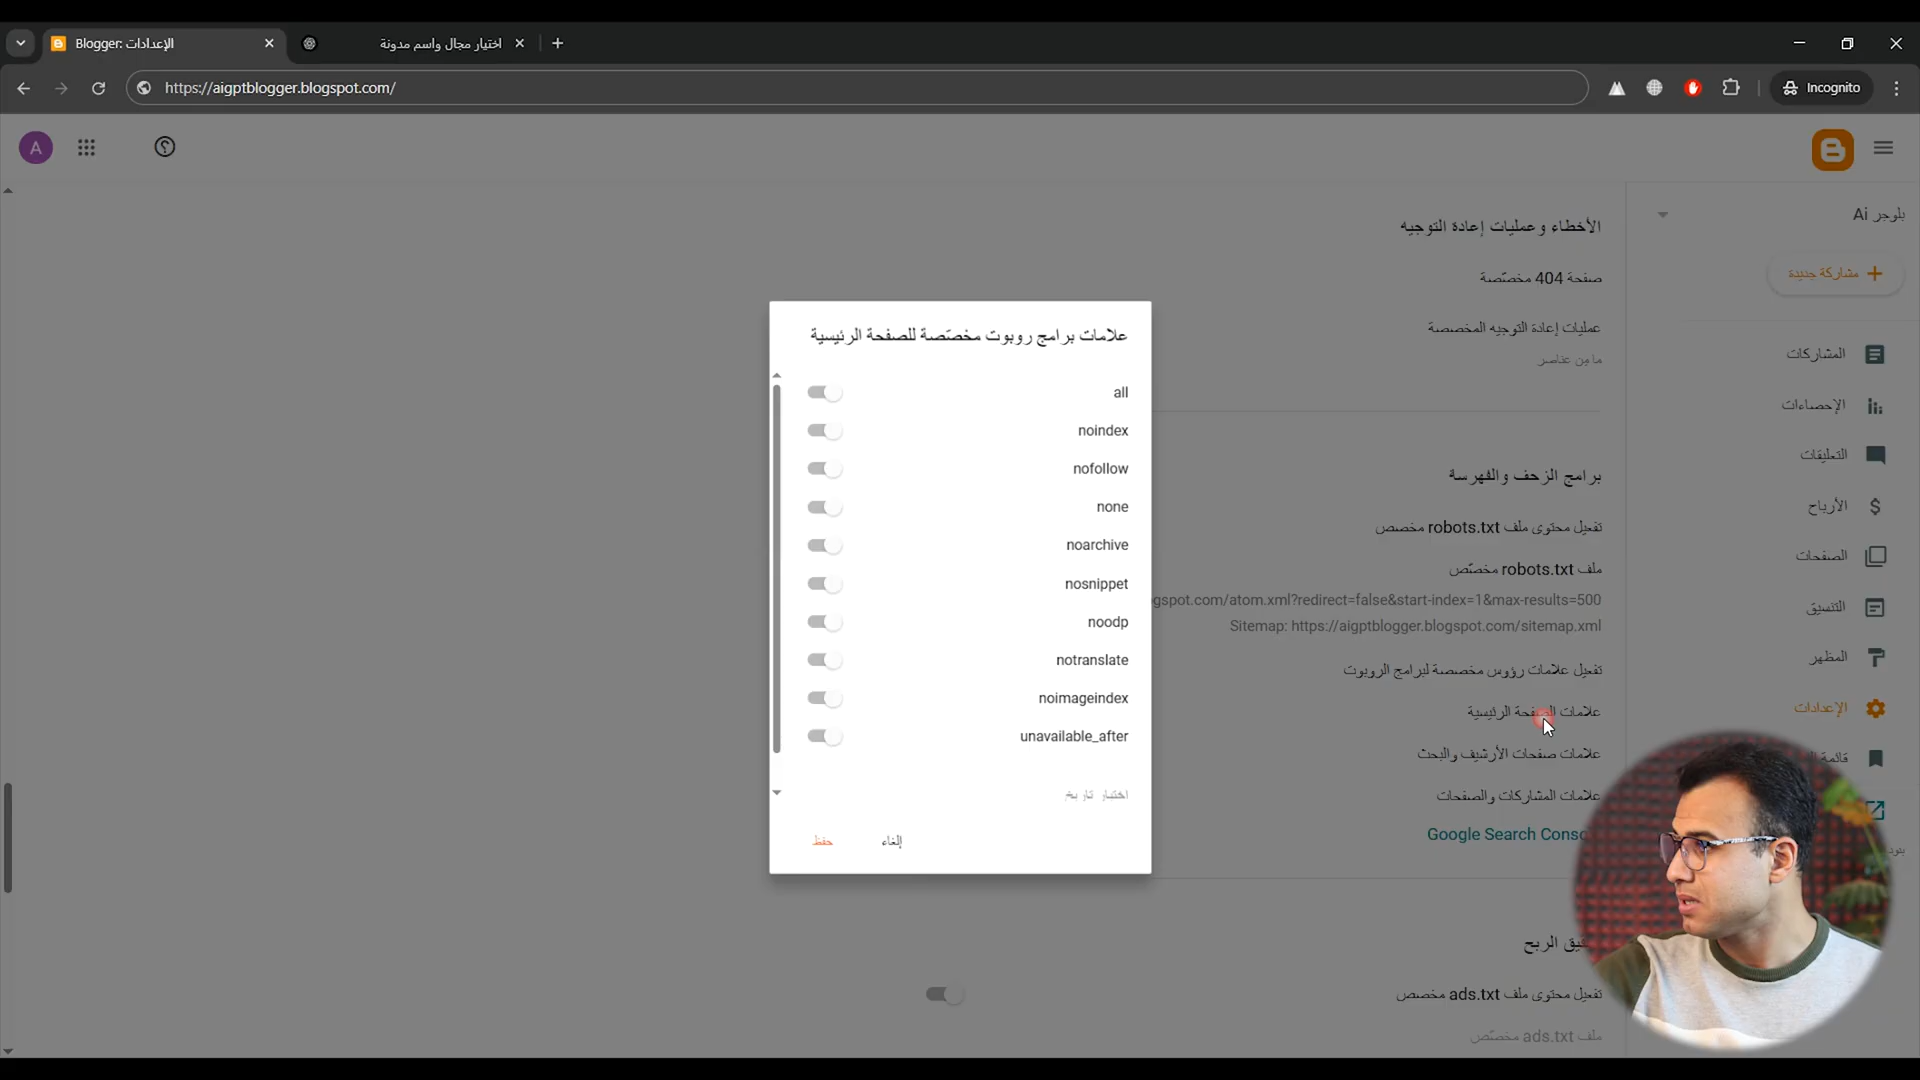 Blogger: الإعدادات
اختيار مجال واسم مدونة
https://aigptblogger.blogspot.com/
Incognito
A
بلوجر Ai
مشاركة جديدة
المشاركات
الإحصاءات
التعليقات
الأرباح
الصفحات
التنسيق
المظهر
الإعدادات
قائمة
الأخطاء وعمليات إعادة التوجيه
صفحة 404 مخصّصة
عمليات إعادة التوجيه المخصصة
ما من عناصر
برامج الزحف والفهرسة
تفعيل محتوى ملف robots.txt مخصص
ملف robots.txt مخصّص
gspot.com/atom.xml?redirect=false&start-index=1&max-results=500
Sitemap: https://aigptblogger.blogspot.com/sitemap.xml
تفعيل علامات رؤوس مخصصة لبرامج الروبوت
علامات الصفحة الرئيسية
علامات صفحات الأرشيف والبحث
علامات المشاركات والصفحات
Google Search
الربح
تفعيل محتوى ملف ads.txt مخصص
ملف ads.txt مخصّص
علامات برامج روبوت مخصّصة للصفحة الرئيسية
all
noindex
nofollow
none
noarchive
nosnippet
noodp
notranslate
noimageindex
unavailable_after
اختيار تاريخ
إلغاء
حفظ